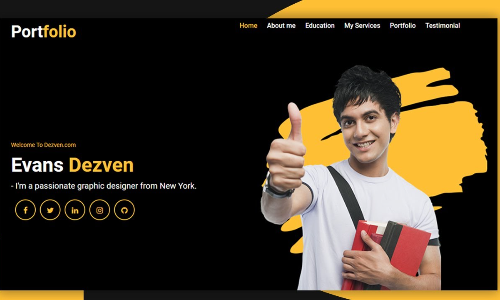 Portfolio
Home About me Education My Services Portfolio Testimonial
Welcome To Dezven.com
Evans Dezven
- I'm a passionate graphic designer from New York.